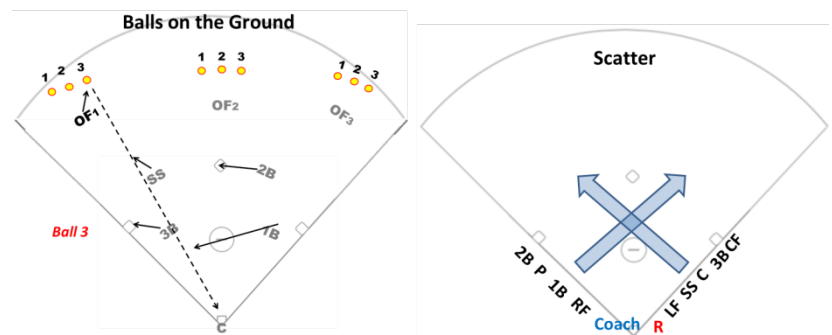 Balls on the Ground
1 2 3
1 2 3
1 2 3
OF1
OF2
OF3
SS
2B
3B
1B
Ball 3
C
Scatter
2B P 1B RF
LF SS C 3B CF
Coach R